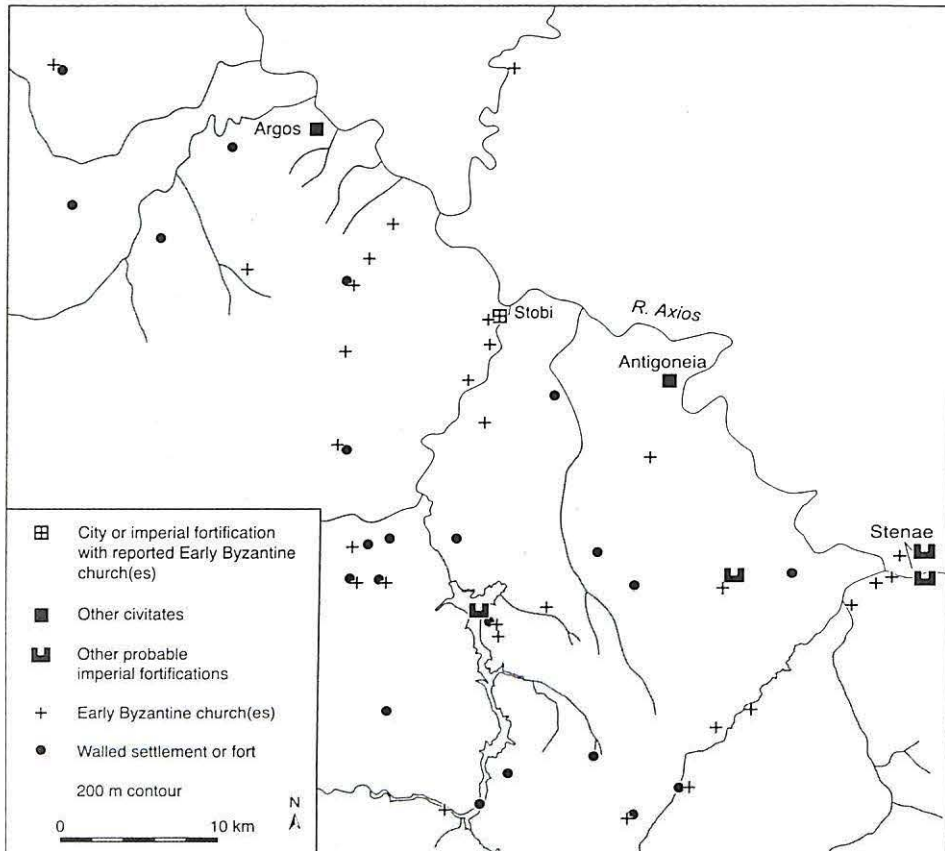 Argos
Stobi
R. Axios
Antigoneia
Stenae
City or imperial fortification
with reported Early Byzantine
church(es)
Other civitates
Other probable
imperial fortifications
Early Byzantine church(es)
Walled settlement or fort
200 m contour
N
0 10 km